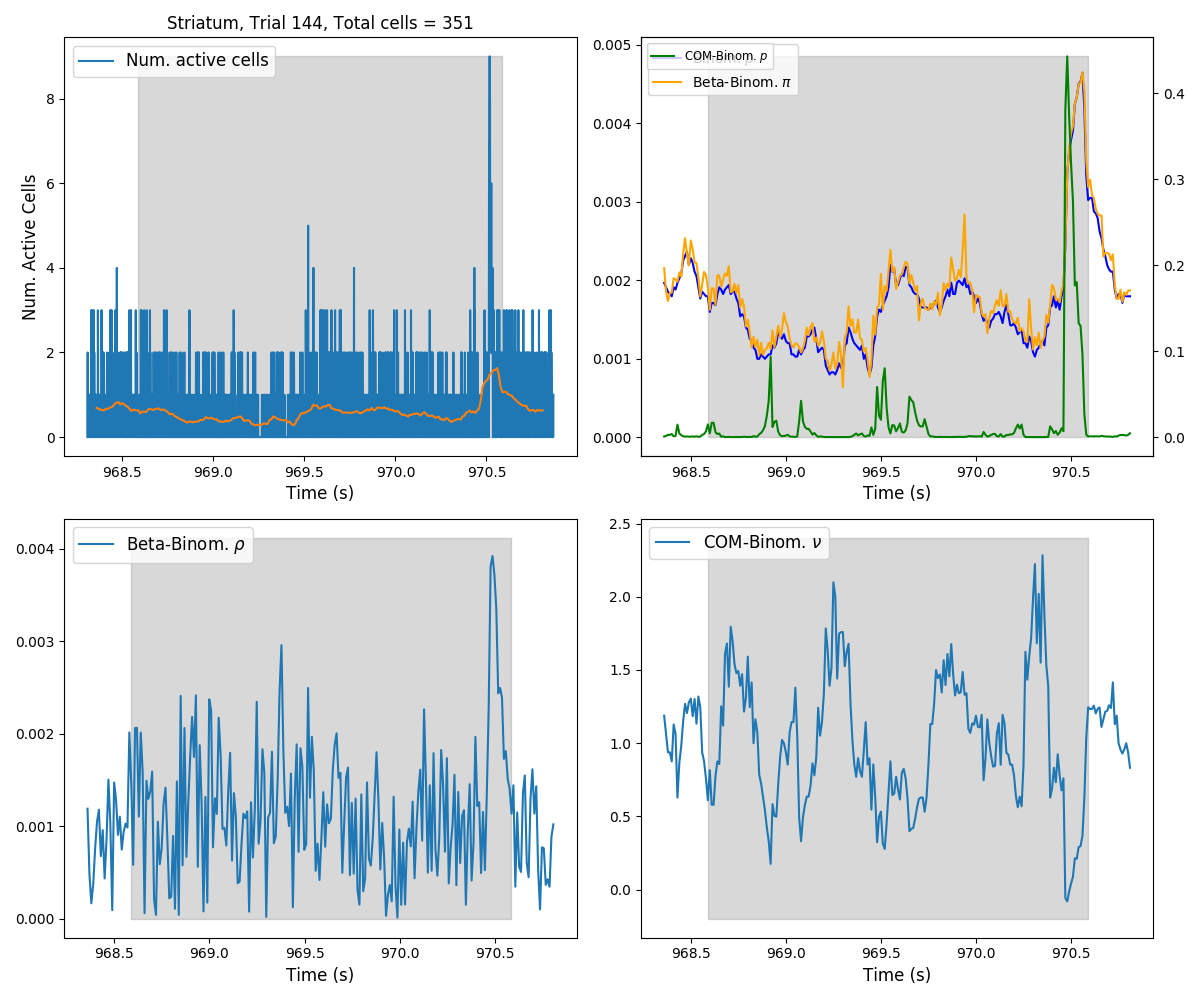 Striatum, Trial 144, Total cells = 351
Num. active cells
Num. Active Cells
8
6
4
2
0
968.5 969.0 969.5 970.0 970.5
Time (s)
COM-Binom. p
Beta-Binom. π
0.005
0.004
0.003
0.002
0.001
0.000
0.4
0.3
0.2
0.1
0.0
968.5 969.0 969.5 970.0 970.5
Time (s)
Beta-Binom. ρ
0.004
0.003
0.002
0.001
0.000
968.5 969.0 969.5 970.0 970.5
Time (s)
COM-Binom. ν
2.5
2.0
1.5
1.0
0.5
0.0
968.5 969.0 969.5 970.0 970.5
Time (s)